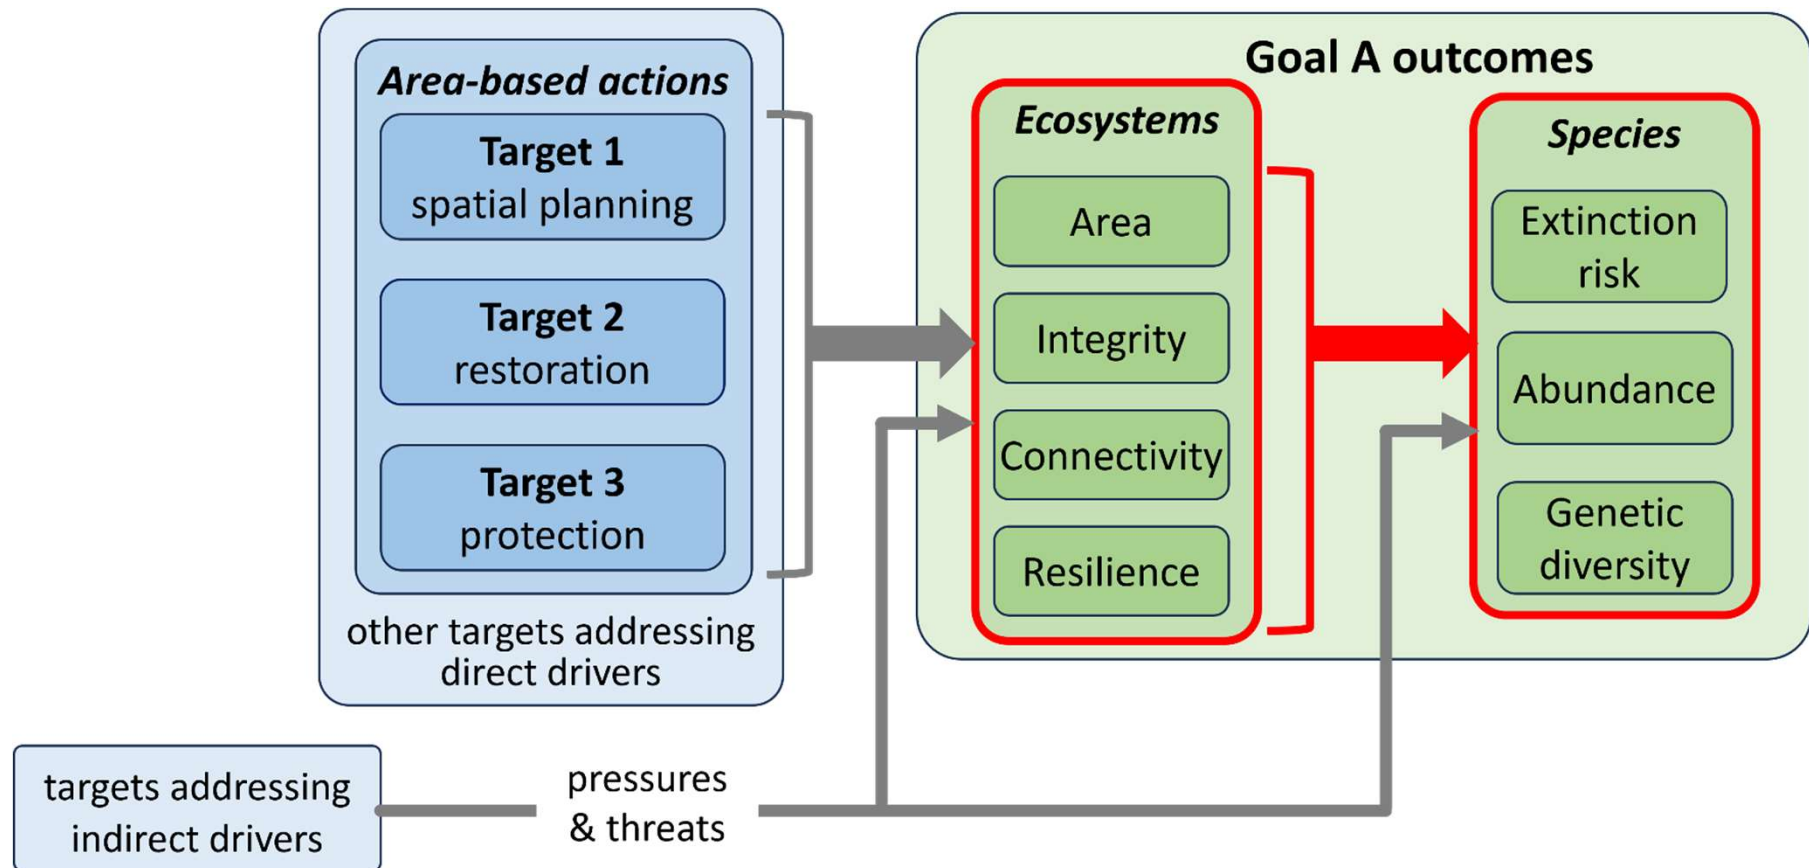 Area-based actions
Target 1
spatial planning
Target 2
restoration
Target 3
protection
other targets addressing
direct drivers
targets addressing
indirect drivers
pressures
& threats
Goal A outcomes
Ecosystems
Area
Integrity
Connectivity
Resilience
Species
Extinction
risk
Abundance
Genetic
diversity